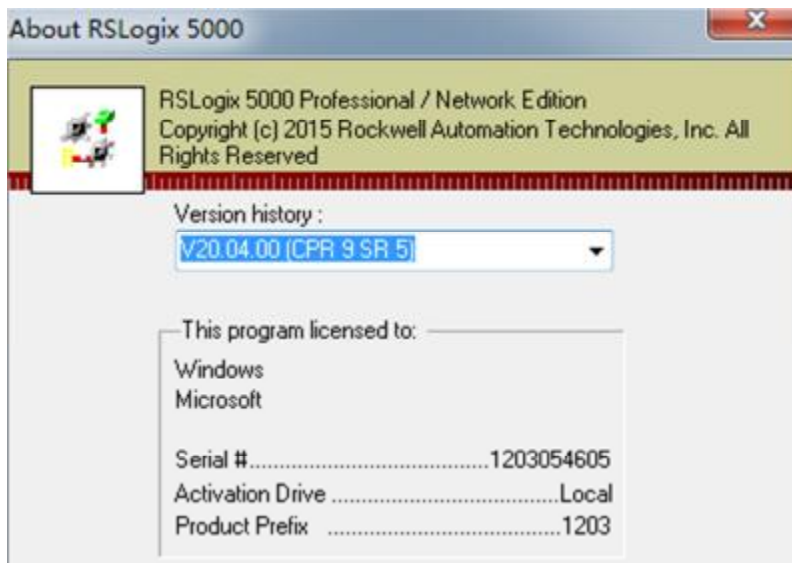 About RSLogix 5000
RSLogix 5000 Professional / Network Edition
Copyright (c) 2015 Rockwell Automation Technologies, Inc. All
Rights Reserved
Version history :
V20.04.00 (CPR 9 SR 5)
This program licensed to:
Windows
Microsoft
Serial #........................................1203054605
Activation Drive ......................................Local
Product Prefix .......................................1203